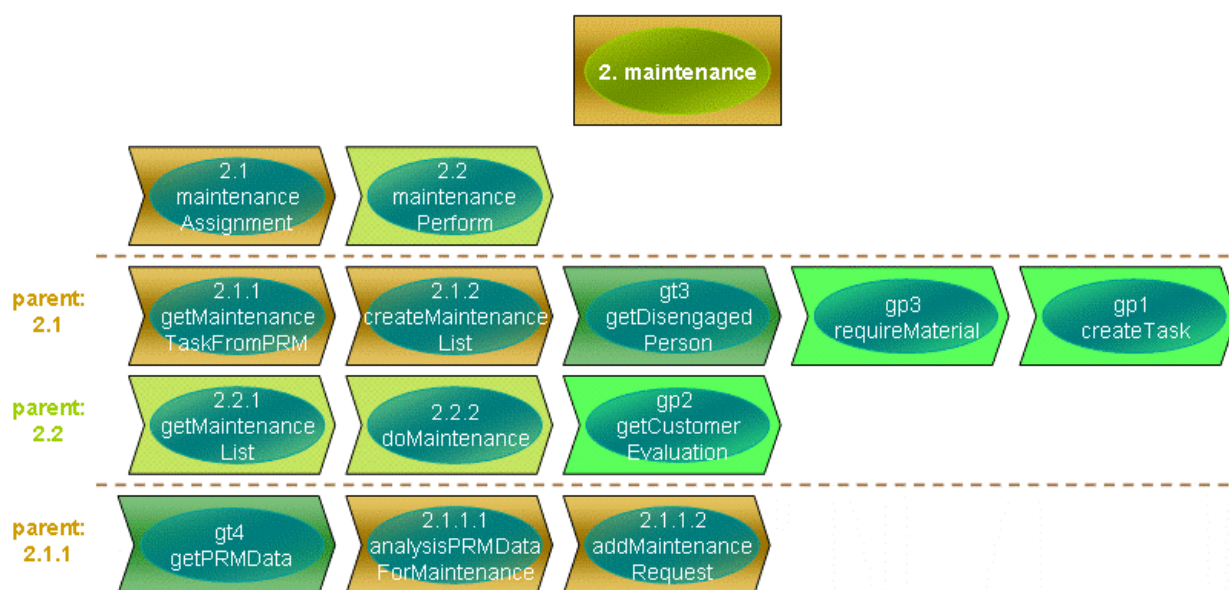 2. maintenance
2.1
maintenance
Assignment
2.2
maintenance
Perform
parent:
2.1
2.1.1
getMaintenance
TaskFromPRM
2.1.2
createMaintenance
List
gt3
getDisengaged
Person
gp3
requireMaterial
gp1
createTask
parent:
2.2
2.2.1
getMaintenance
List
2.2.2
doMaintenance
gp2
getCustomer
Evaluation
parent:
2.1.1
gt4
getPRMData
2.1.1.1
analysisPRMData
ForMaintenance
2.1.1.2
addMaintenance
Request